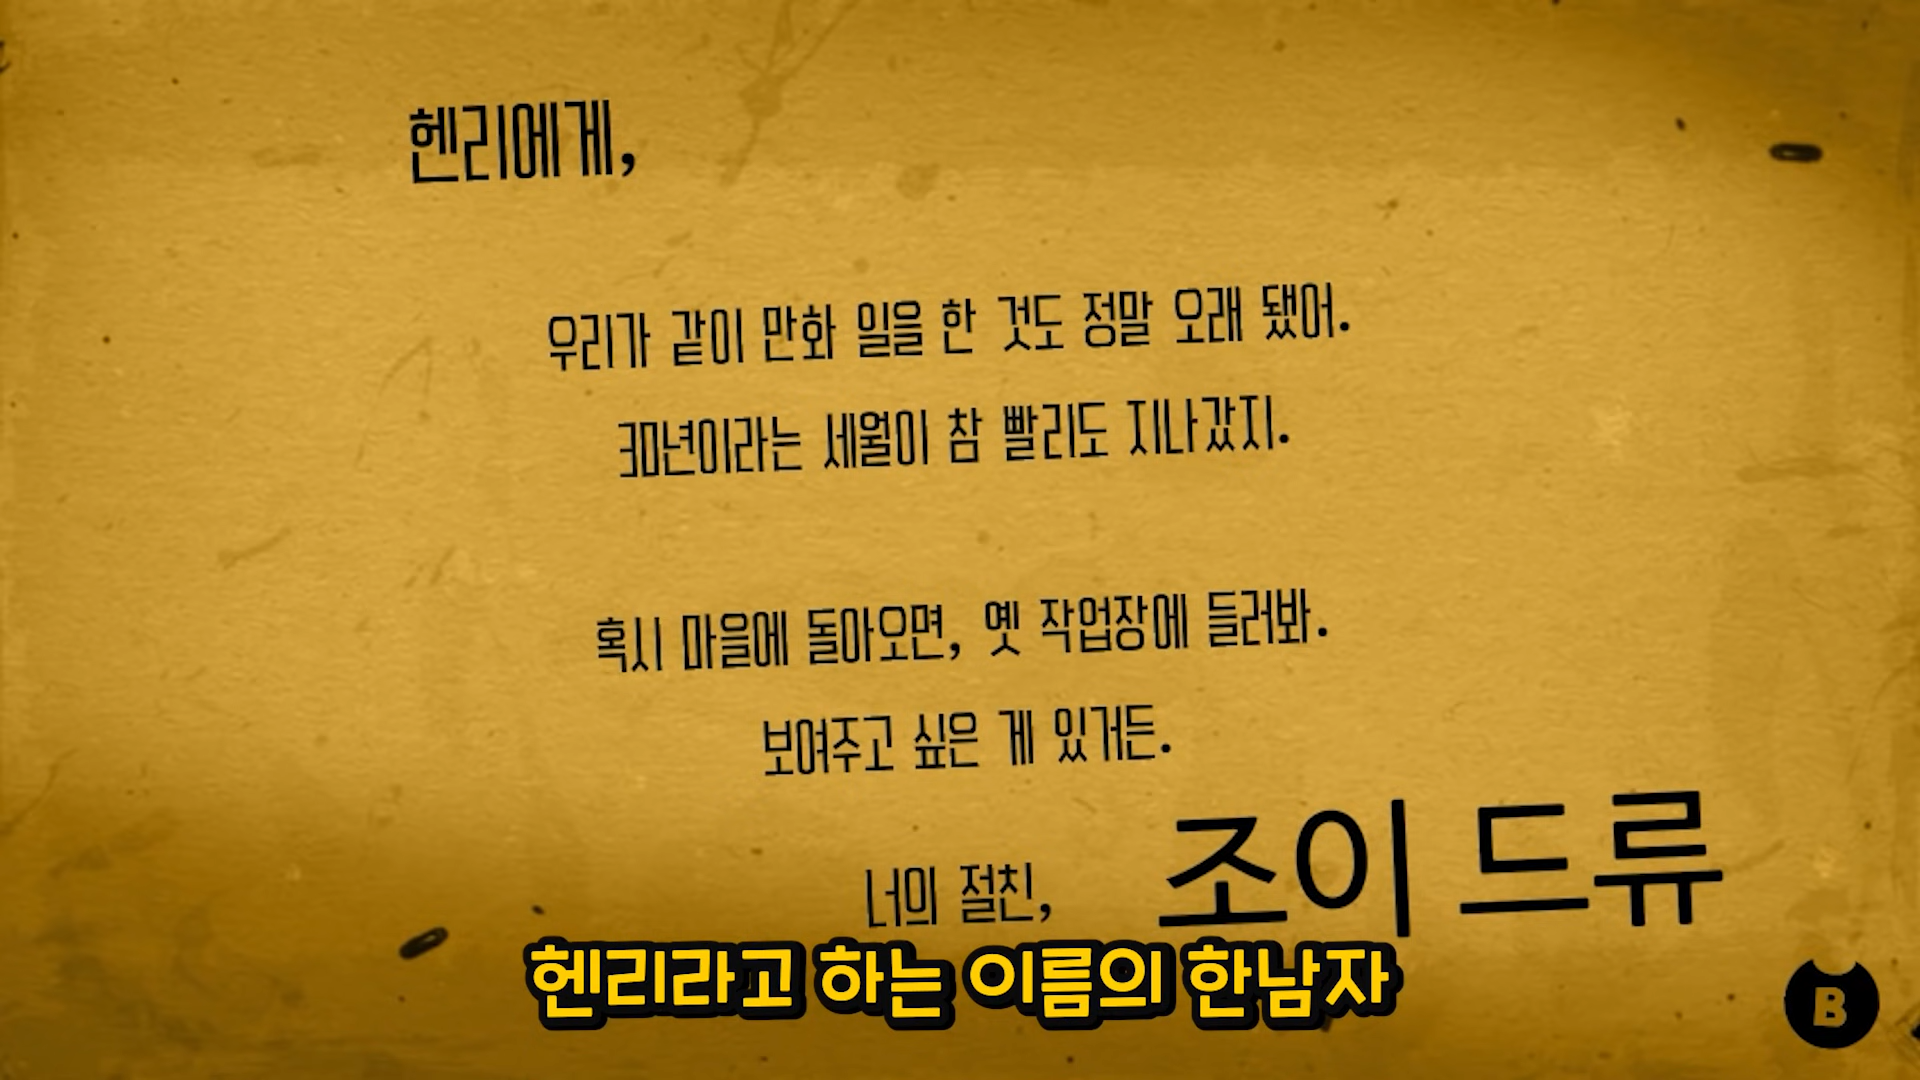 헨리에게,
우리가 같이 만화 일을 한 것도 정말 오래 됐어.
30년이라는 세월이 참 빨리도 지나갔지.
혹시 마을에 돌아오면, 옛 작업장에 들러봐.
보여주고 싶은 게 있거든.
너의 절친, 조이 드류
헨리라고 하는 이름의 한남자
B